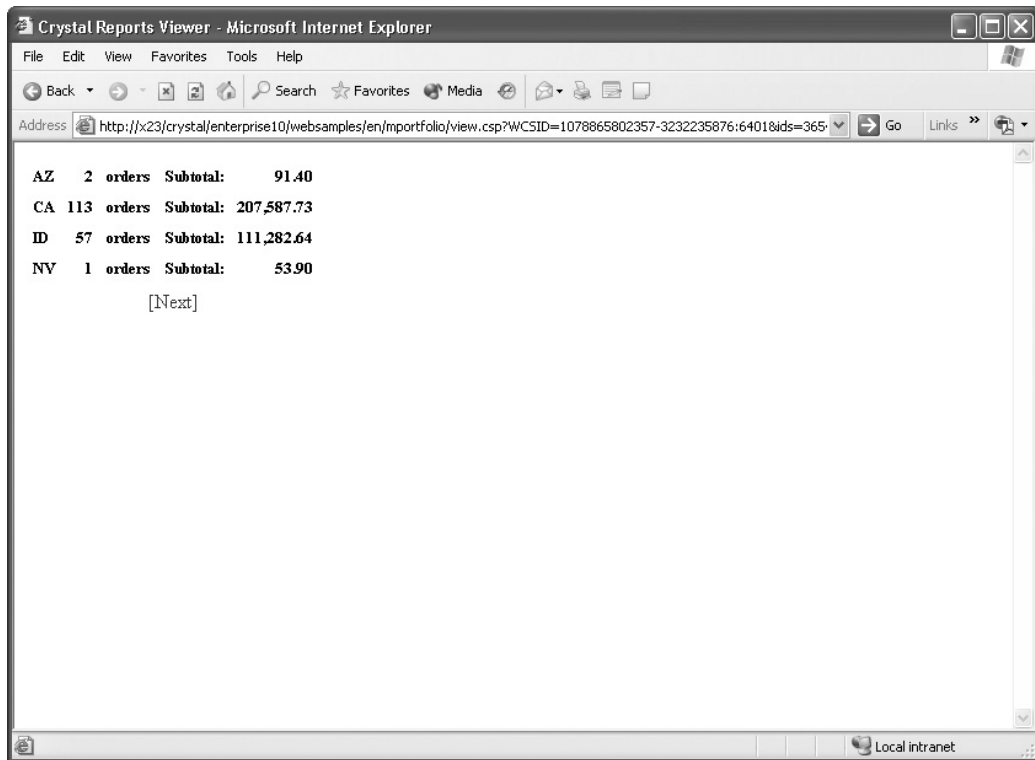 Crystal Reports Viewer - Microsoft Internet Explorer
File Edit View Favorites Tools Help
Back Search Favorites Media
Address http://x23/crystal/enterprise10/websamples/en/mportfolio/view.csp?WCSID=1078865802357-3232235876:6401&ids=365 Go Links »
AZ 2 orders Subtotal: 91.40
CA 113 orders Subtotal: 207,587.73
ID 57 orders Subtotal: 111,282.64
NV 1 orders Subtotal: 53.90
[Next]
Local intranet